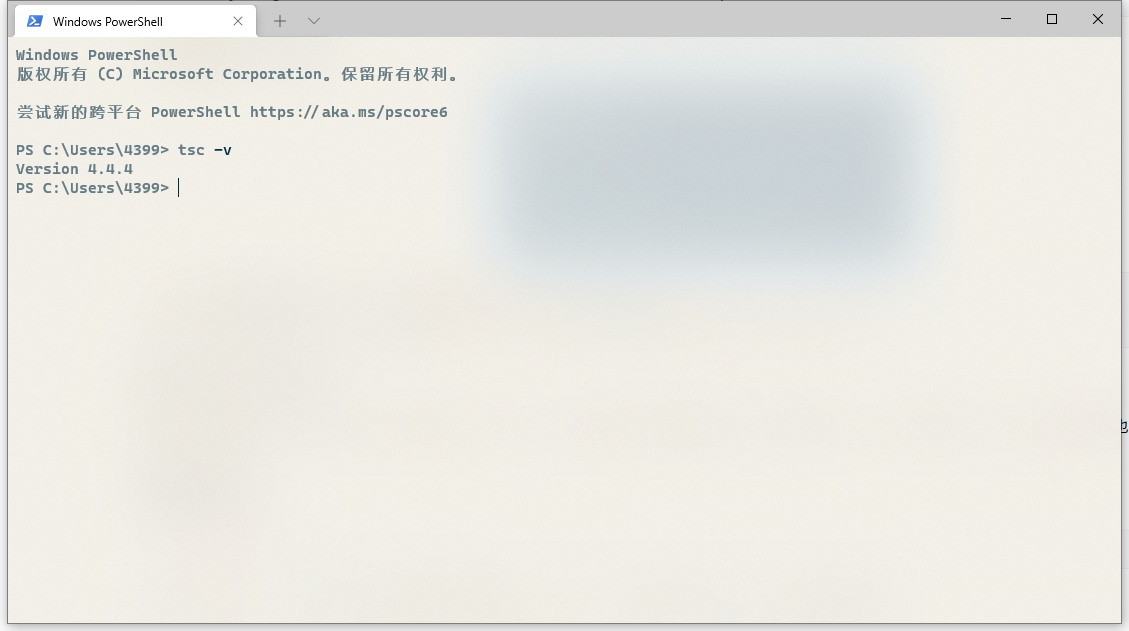 Windows PowerShell
Windows PowerShell
版权所有 (C) Microsoft Corporation。保留所有权利。
尝试新的跨平台 PowerShell https://aka.ms/pscore6
PS C:\Users\4399> tsc -v
Version 4.4.4
PS C:\Users\4399>